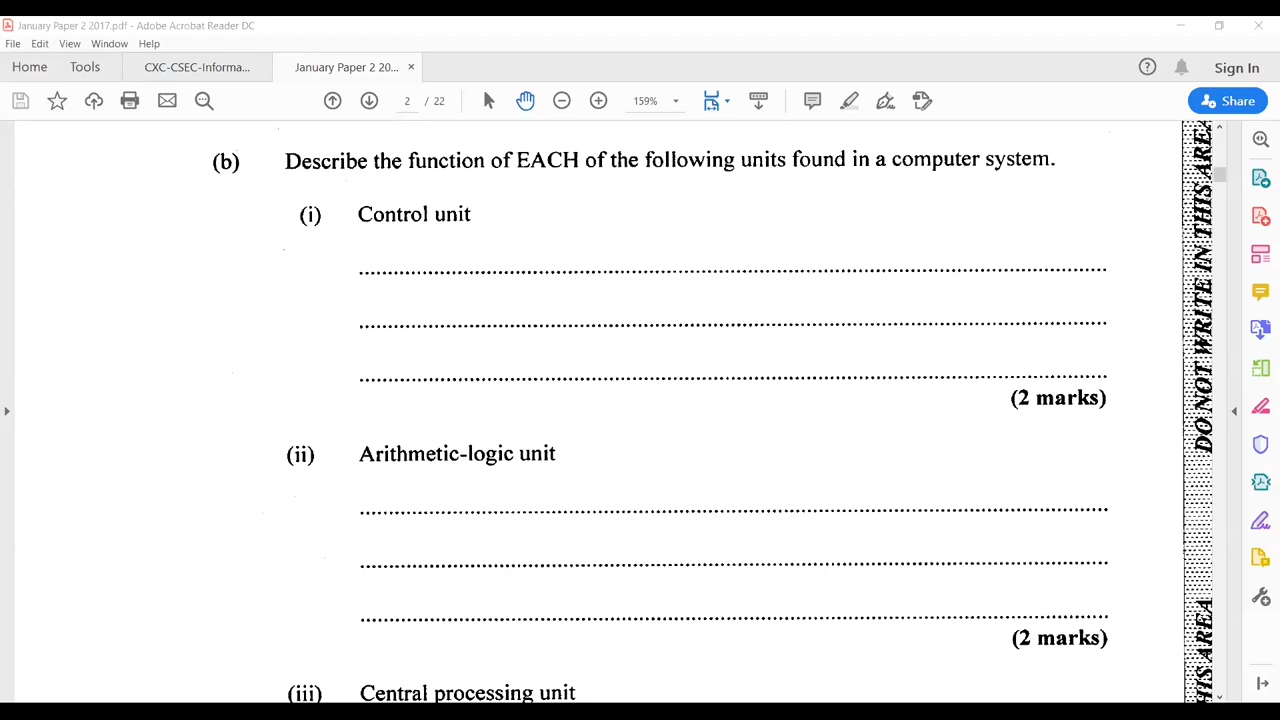 January Paper 2 2017.pdf - Adobe Acrobat Reader DC
File Edit View Window Help
Home Tools CXC-CSEC-Informa... January Paper 2 20... × Sign In
2 / 22 159% Share
(b) Describe the function of EACH of the following units found in a computer system.
(i) Control unit
(2 marks)
(ii) Arithmetic-logic unit
(2 marks)
(iii) Central processing unit
DO NOT WRITE IN THIS AREA
HIS AREA